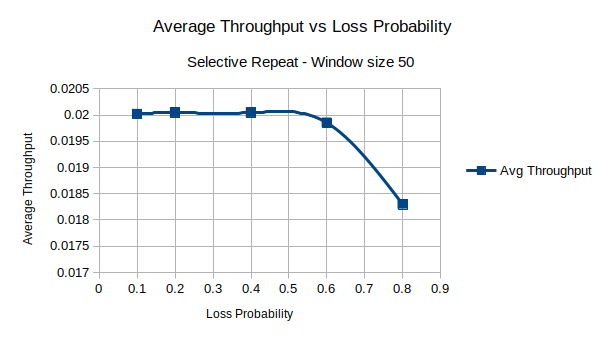 Average Throughput vs Loss Probability
Selective Repeat - Window size 50
0.0205
0.02
0.0195
0.019
0.0185
0.018
0.0175
0.017
Average Throughput
0 0.1 0.2 0.3 0.4 0.5 0.6 0.7 0.8 0.9
Loss Probability
Avg Throughput